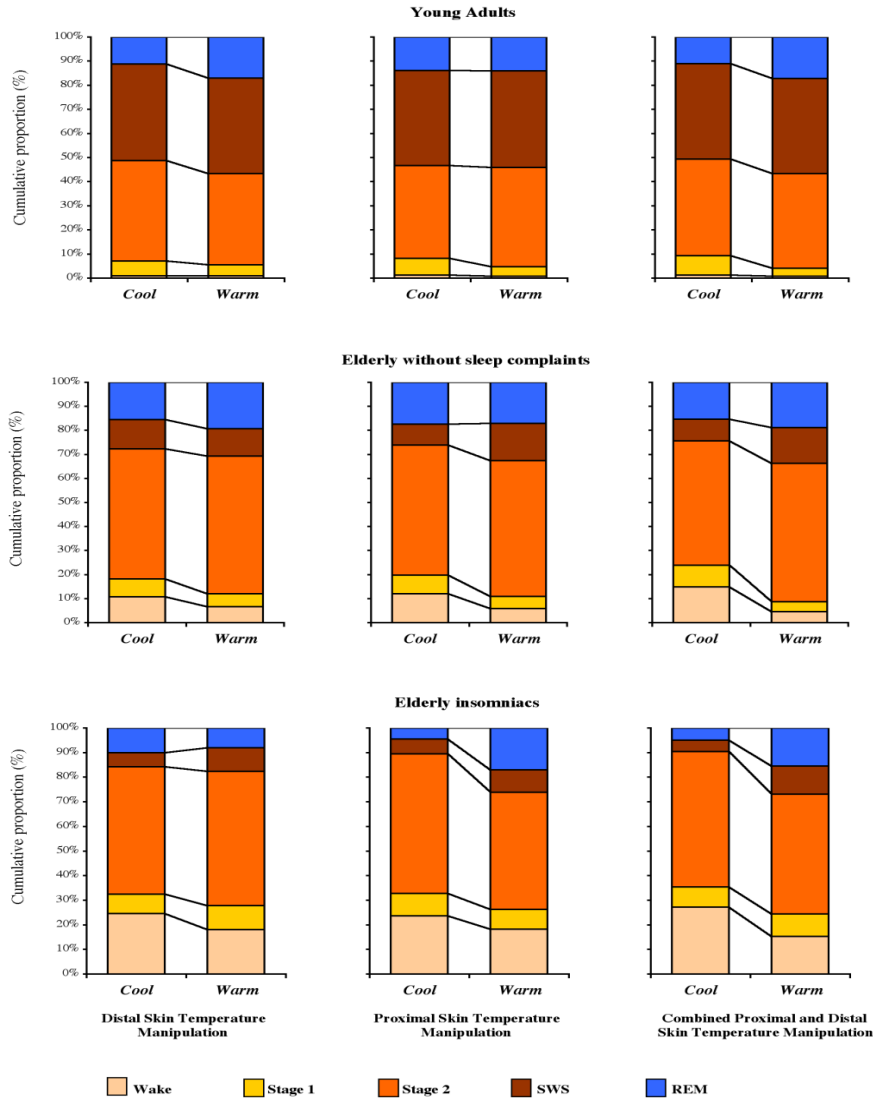 Young Adults
Cumulative proportion (%)
100%
90%
80%
70%
60%
50%
40%
30%
20%
10%
0%
Cool Warm Cool Warm Cool Warm
Elderly without sleep complaints
Cumulative proportion (%)
100%
90%
80%
70%
60%
50%
40%
30%
20%
10%
0%
Cool Warm Cool Warm Cool Warm
Elderly insomniacs
Cumulative proportion (%)
100%
90%
80%
70%
60%
50%
40%
30%
20%
10%
0%
Cool Warm Cool Warm Cool Warm
Distal Skin Temperature
Manipulation
Proximal Skin Temperature
Manipulation
Combined Proximal and Distal
Skin Temperature Manipulation
Wake Stage 1 Stage 2 SWS REM